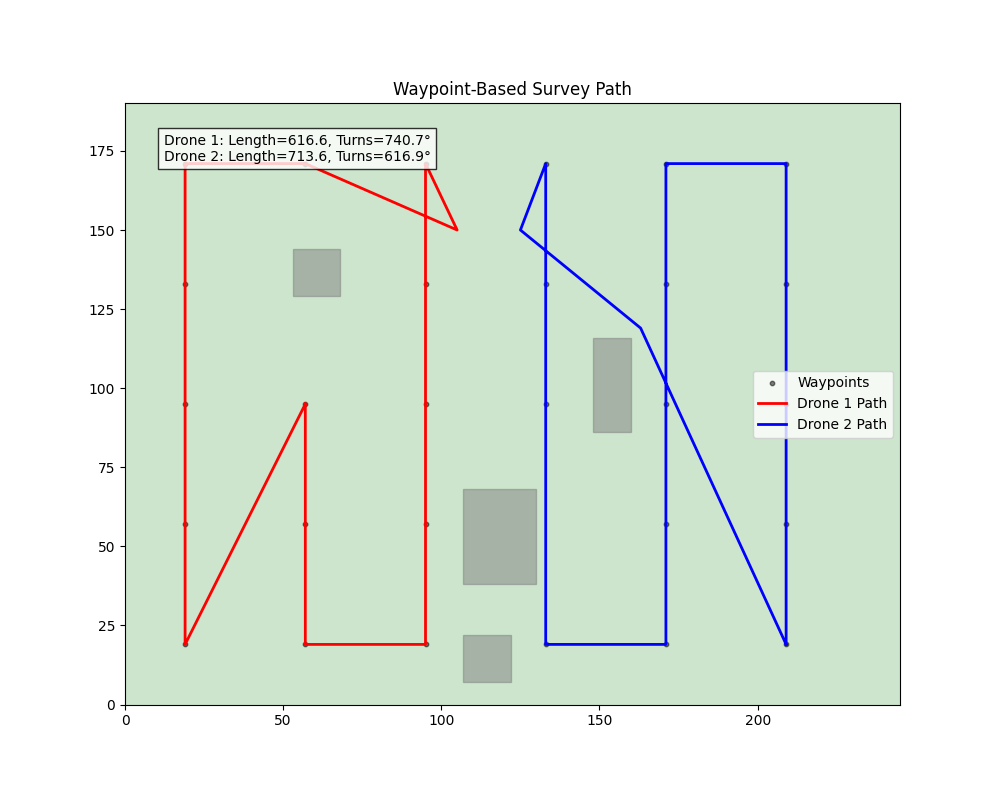 Waypoint-Based Survey Path
Drone 1: Length=616.6, Turns=740.7°
Drone 2: Length=713.6, Turns=616.9°
175
150
125
100
75
50
25
0
Waypoints
Drone 1 Path
Drone 2 Path
0
50
100
150
200